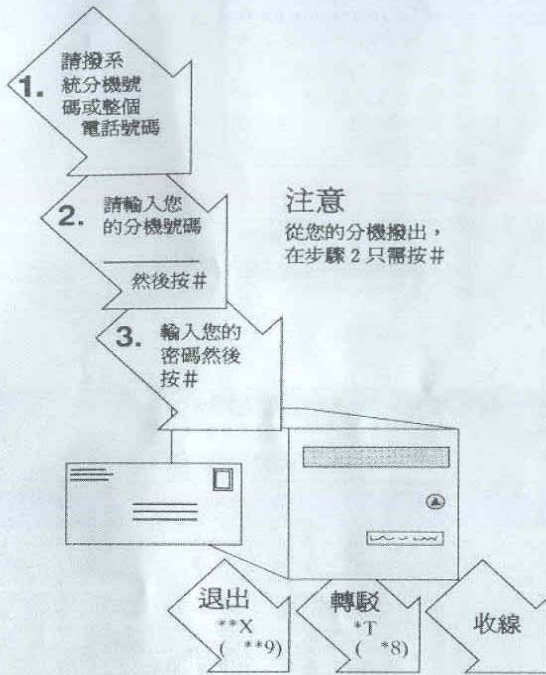 1. 請撥系
統分機號
碼或整個
電話號碼
2. 請輸入您
的分機號碼
然後按#
注意
從您的分機撥出，
在步驟2只需按#
3. 輸入您的
密碼然後
按#
退出
**X
( **9)
轉駁
*T
( *8)
收線